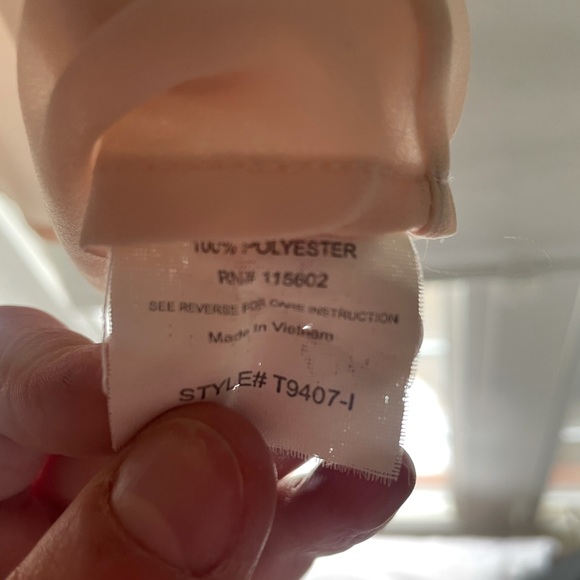 100% POLYESTER
RN# 115602
SEE REVERSE FOR CARE INSTRUCTION
Made In Vietnam
STYLE# T9407-I